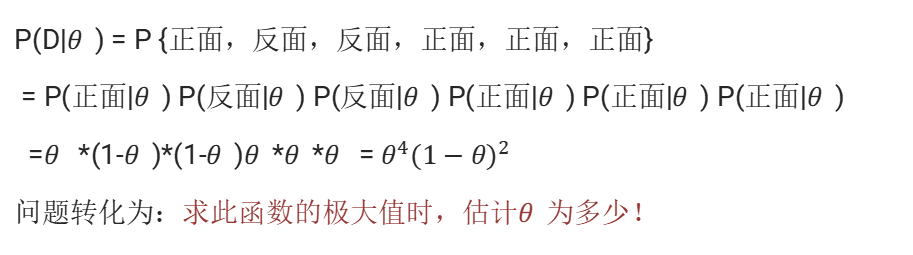 P(D|θ ) = P {正面，反面，反面，正面，正面，正面}
= P(正面|θ ) P(反面|θ ) P(反面|θ ) P(正面|θ ) P(正面|θ ) P(正面|θ )
=θ *(1-θ )*(1-θ )θ *θ *θ = θ⁴(1 − θ)²
问题转化为：求此函数的极大值时，估计θ 为多少！